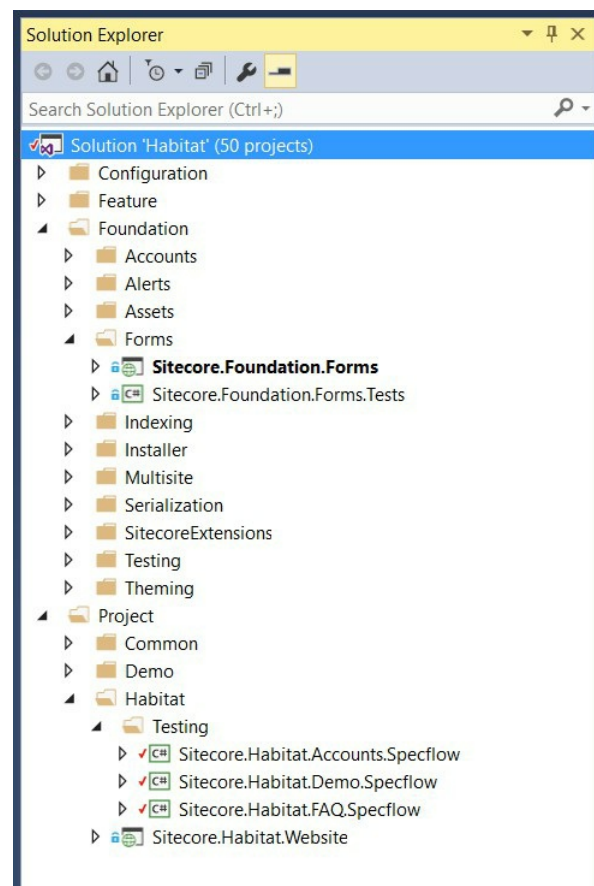 Solution Explorer
Search Solution Explorer (Ctrl+;)
Solution 'Habitat' (50 projects)
Configuration
Feature
Foundation
Accounts
Alerts
Assets
Forms
Sitecore.Foundation.Forms
C# Sitecore.Foundation.Forms.Tests
Indexing
Installer
Multisite
Serialization
SitecoreExtensions
Testing
Theming
Project
Common
Demo
Habitat
Testing
C# Sitecore.Habitat.Accounts.Specflow
C# Sitecore.Habitat.Demo.Specflow
C# Sitecore.Habitat.FAQ.Specflow
Sitecore.Habitat.Website